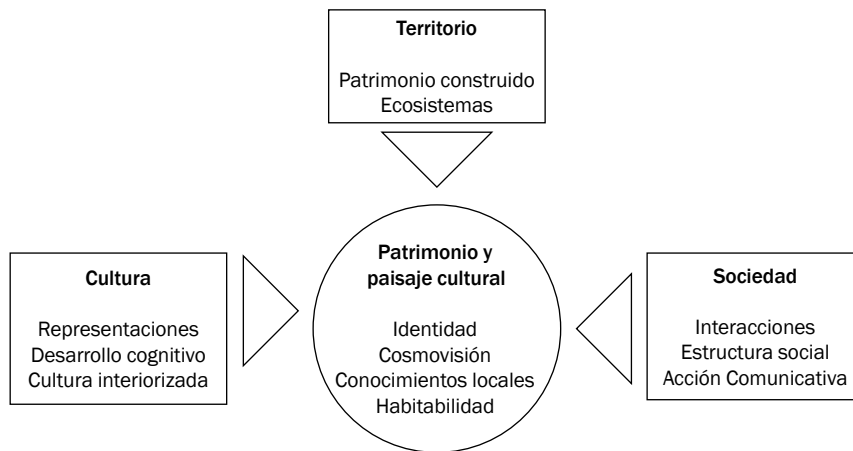 Territorio
Patrimonio construido
Ecosistemas
Cultura
Representaciones
Desarrollo cognitivo
Cultura interiorizada
Patrimonio y
paisaje cultural
Identidad
Cosmovisión
Conocimientos locales
Habitabilidad
Sociedad
Interacciones
Estructura social
Acción Comunicativa